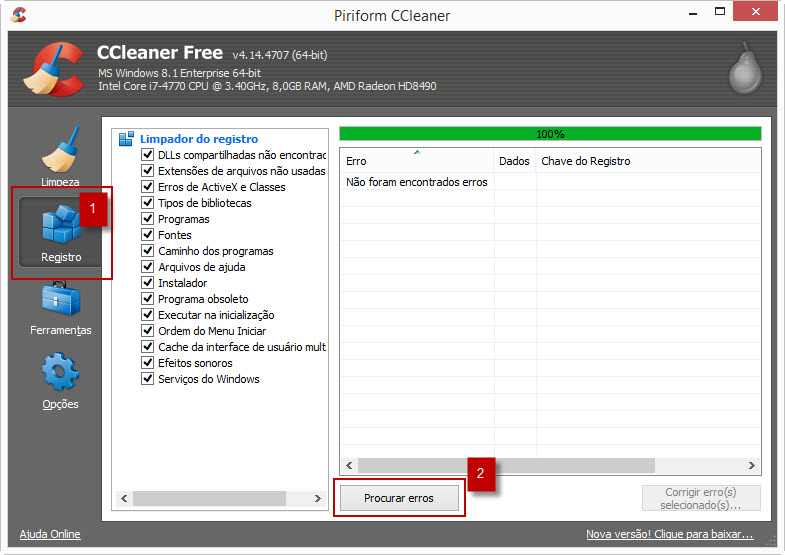 Piriform CCleaner
CCleaner Free v4.14.4707 (64-bit)
MS Windows 8.1 Enterprise 64-bit
Intel Core i7-4770 CPU @ 3.40GHz, 8,0GB RAM, AMD Radeon HD8490
Limpeza
1
Registro
Ferramentas
Opções
Limpador do registro
DLLs compartilhadas não encontrac
Extensões de arquivos não usadas
Erros de ActiveX e Classes
Tipos de bibliotecas
Programas
Fontes
Caminho dos programas
Arquivos de ajuda
Instalador
Programa obsoleto
Executar na inicialização
Ordem do Menu Iniciar
Cache da interface de usuário mult
Efeitos sonoros
Serviços do Windows
100%
Erro Dados Chave do Registro
Não foram encontrados erros
2
Procurar erros
Corrigir erro(s)
selecionado(s)...
Ajuda Online
Nova versão! Clique para baixar...